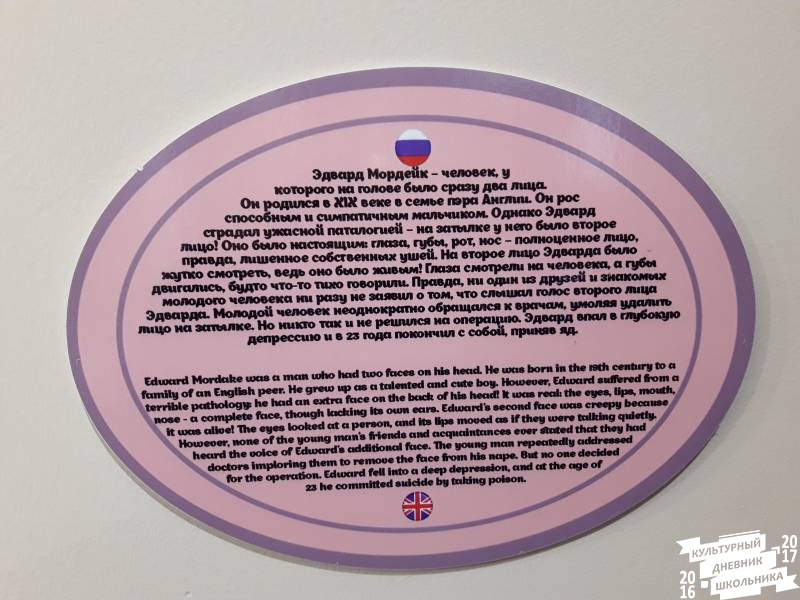 Эдвард Мордейк - человек, у
которого на голове было сразу два лица.
Он родился в XIX веке в семье пэра Англии. Он рос
способным и симпатичным мальчиком. Однако Эдвард
страдал ужасной паталогией - на затылке у него было второе
лицо! Оно было настоящим: глаза, губы, рот, нос - полноценное лицо,
правда, лишенное собственных ушей. На второе лицо Эдварда было
жутко смотреть, ведь оно было живым! Глаза смотрели на человека, а губы
двигались, будто что-то тихо говорили. Правда, ни один из друзей и знакомых
молодого человека ни разу не заявил о том, что слышал голос второго лица
Эдварда. Молодой человек неоднократно обращался к врачам, умоляя удалить
лицо на затылке. Но никто так и не решился на операцию. Эдвард впал в глубокую
депрессию и в 23 года покончил с собой, приняв яд.
Edward Mordake was a man who had two faces on his head. He was born in the 19th century to a
family of an English peer. He grew up as a talented and cute boy. However, Edward suffered from a
terrible pathology: he had an extra face on the back of his head! It was real: the eyes, lips, mouth,
nose - a complete face, though lacking its own ears. Edward's second face was creepy because
it was alive! The eyes looked at a person, and its lips moved as if they were talking quietly.
However, none of the young man's friends and acquaintances ever stated that they had
heard the voice of Edward's additional face. The young man repeatedly addressed
doctors imploring them to remove the face from his nape. But no one decided
for the operation. Edward fell into a deep depression, and at the age of
23 he committed suicide by taking poison.
КУЛЬТУРНЫЙ
ДНЕВНИК
ШКОЛЬНИКА
2016
2017